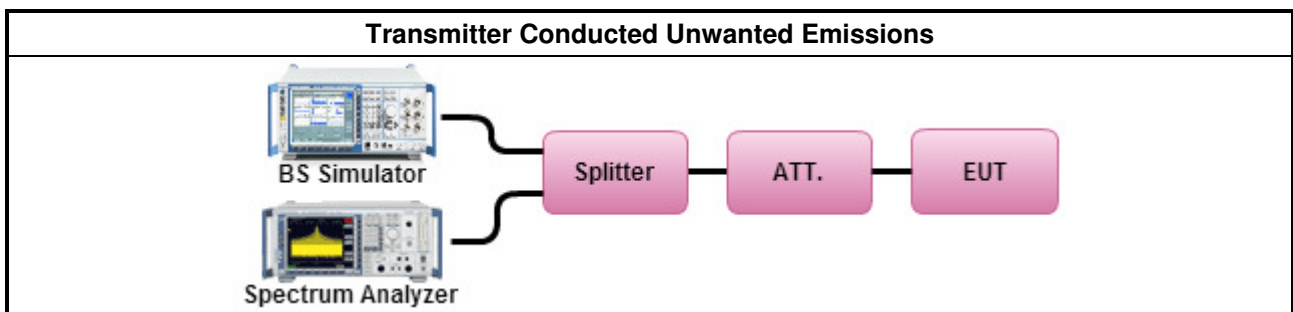 Transmitter Conducted Unwanted Emissions
BS Simulator
Splitter
ATT.
EUT
Spectrum Analyzer